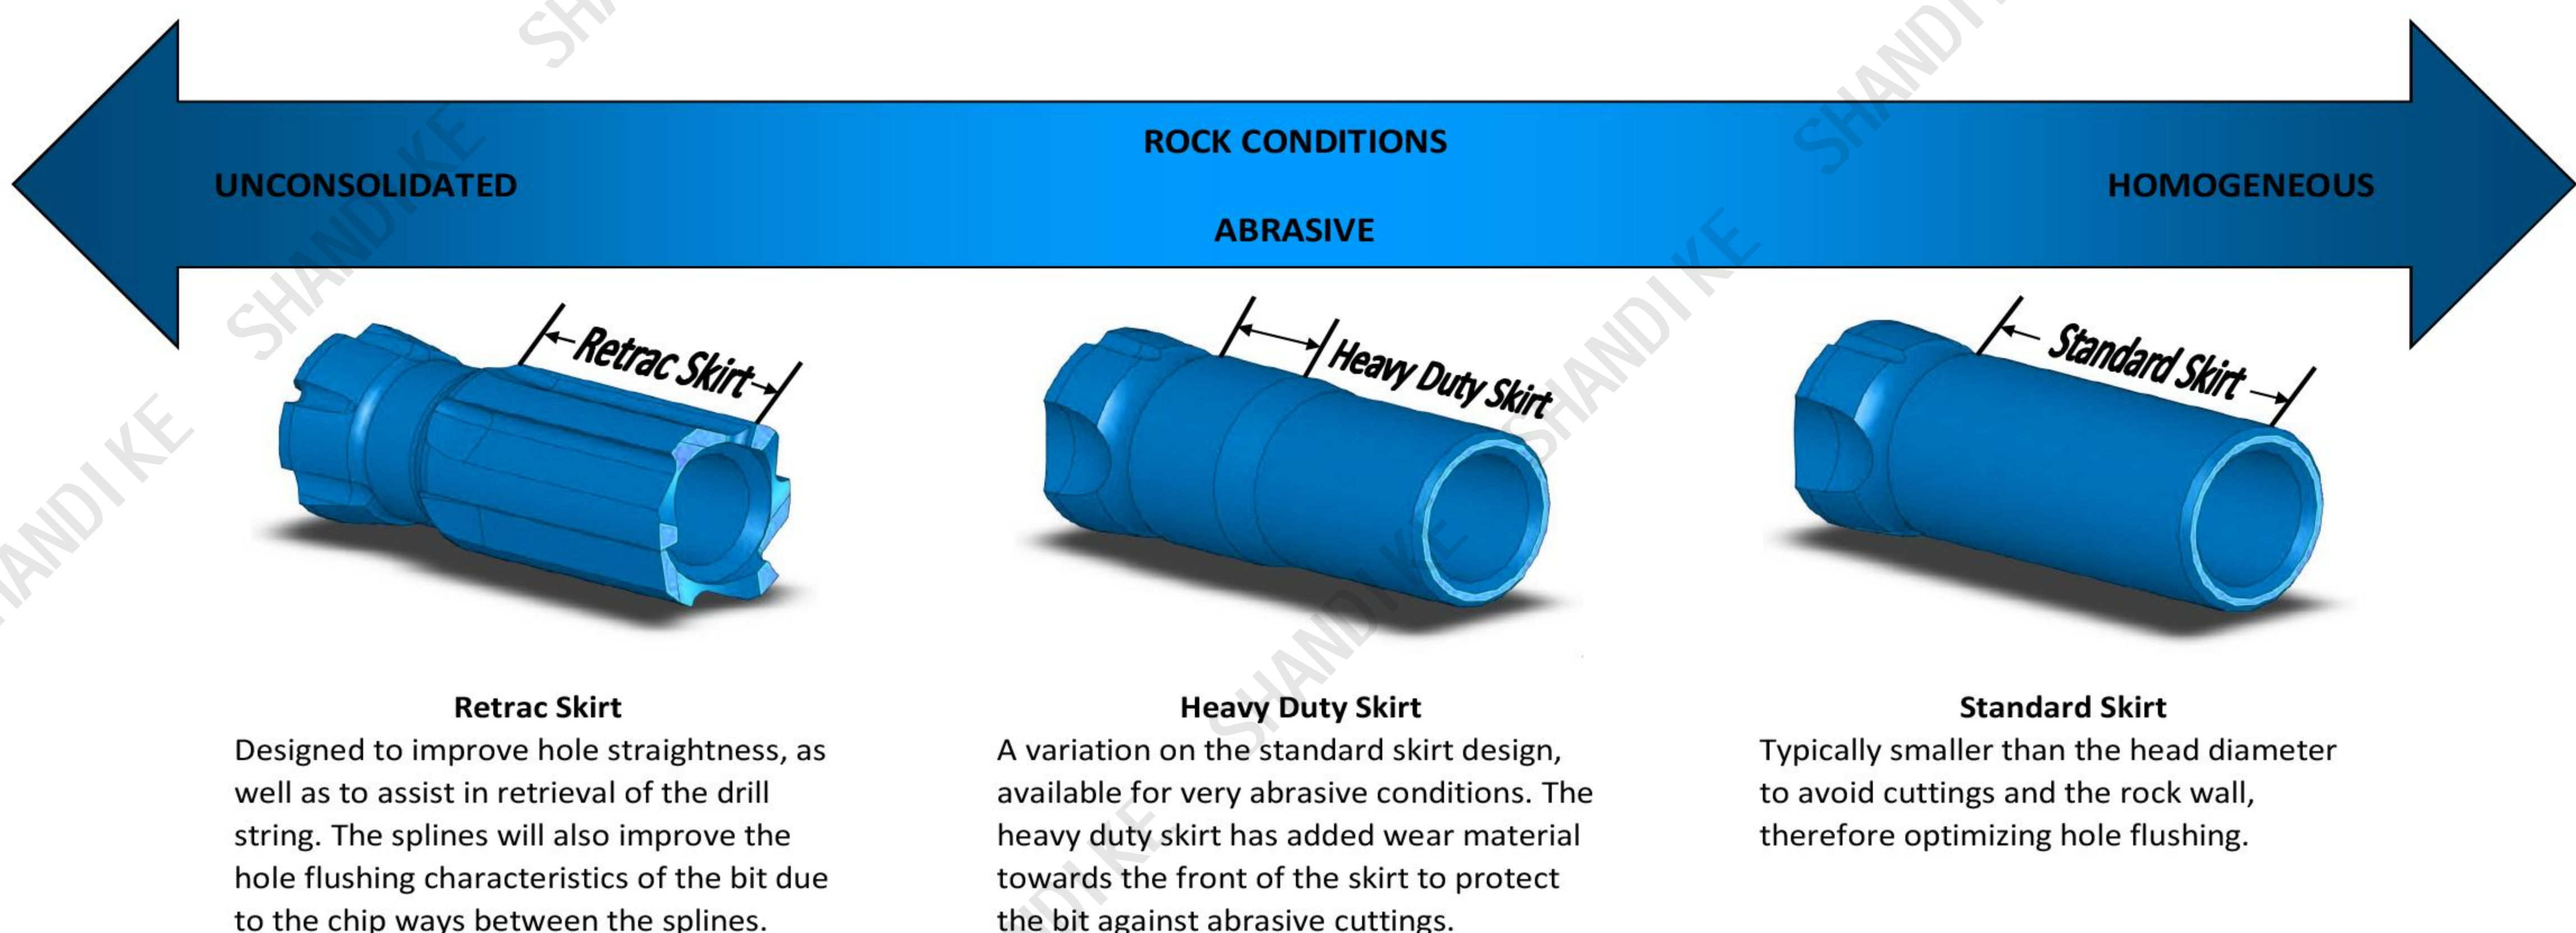 ROCK CONDITIONS
UNCONSOLIDATED
HOMOGENEOUS
ABRASIVE
Retrac Skirt
Heavy Duty Skirt
Standard Skirt
Retrac Skirt
Designed to improve hole straightness, as
well as to assist in retrieval of the drill
string. The splines will also improve the
hole flushing characteristics of the bit due
to the chip ways between the splines.
Heavy Duty Skirt
A variation on the standard skirt design,
available for very abrasive conditions. The
heavy duty skirt has added wear material
towards the front of the skirt to protect
the bit against abrasive cuttings.
Standard Skirt
Typically smaller than the head diameter
to avoid cuttings and the rock wall,
therefore optimizing hole flushing.
SHANDIKE
SHANDIKE
SHANDIKE